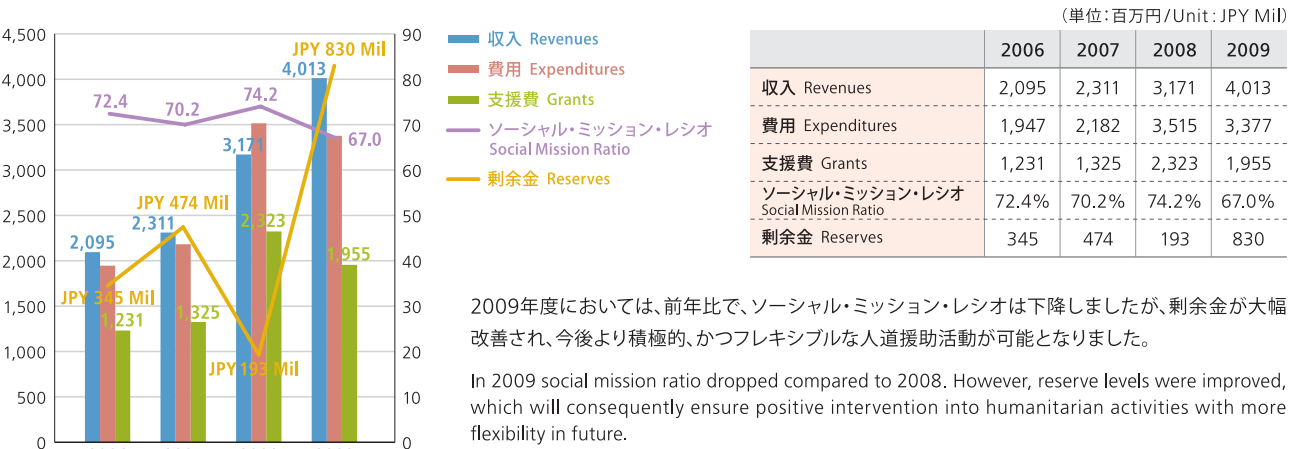 (単位:百万円/Unit : JPY Mil)
4,500
4,000
3,500
3,000
2,500
2,000
1,500
1,000
500
0
90
80
70
60
50
40
30
20
10
0
72.4
70.2
74.2
67.0
JPY 830 Mil
4,013
3,171
JPY 474 Mil
2,311
2,095
2,323
1,955
JPY 345 Mil
1,231
1,325
JPY 193 Mil
収入 Revenues
費用 Expenditures
支援費 Grants
ソーシャル・ミッション・レシオ
Social Mission Ratio
剰余金 Reserves
2006 2007 2008 2009
収入 Revenues 2,095 2,311 3,171 4,013
費用 Expenditures 1,947 2,182 3,515 3,377
支援費 Grants 1,231 1,325 2,323 1,955
ソーシャル・ミッション・レシオ
Social Mission Ratio 72.4% 70.2% 74.2% 67.0%
剰余金 Reserves 345 474 193 830
2009年度においては、前年比で、ソーシャル・ミッション・レシオは下降しましたが、剰余金が大幅
改善され、今後より積極的、かつフレキシブルな人道援助活動が可能となりました。
In 2009 social mission ratio dropped compared to 2008. However, reserve levels were improved,
which will consequently ensure positive intervention into humanitarian activities with more
flexibility in future.